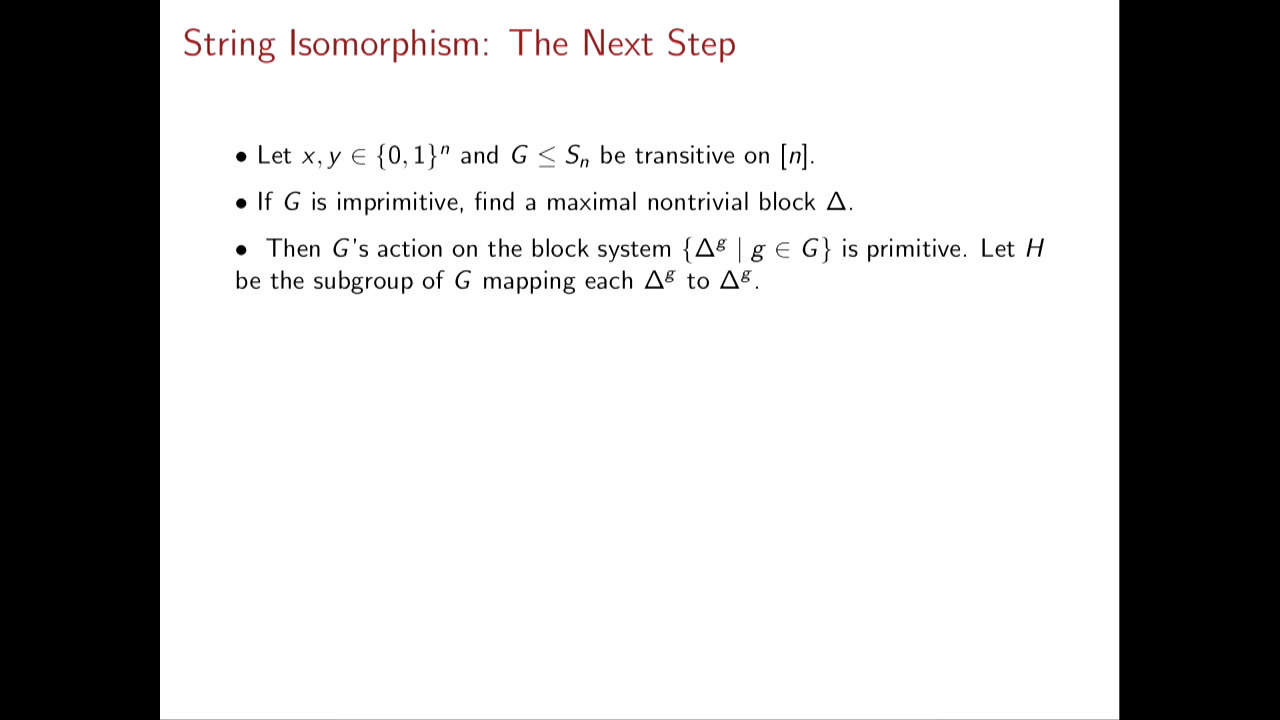 String Isomorphism: The Next Step
• Let x, y ∈ {0, 1}ⁿ and G ≤ Sₙ be transitive on [n].
• If G is imprimitive, find a maximal nontrivial block Δ.
• Then G's action on the block system {Δᵍ | g ∈ G} is primitive. Let H
be the subgroup of G mapping each Δᵍ to Δᵍ.